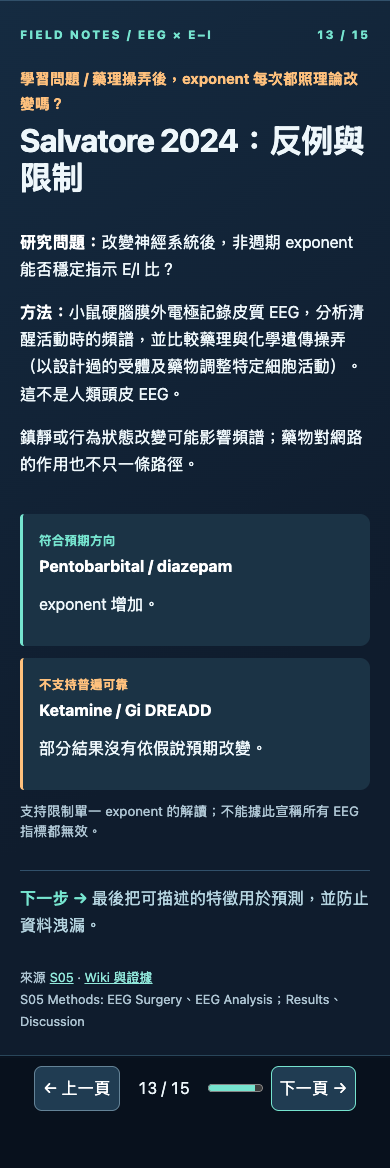 FIELD NOTES / EEG × E–I
13 / 15
學習問題 / 藥理操弄後，exponent 每次都照理論改
變嗎？
Salvatore 2024：反例與
限制
研究問題：改變神經系統後，非週期 exponent
能否穩定指示 E/I 比？
方法：小鼠硬腦膜外電極記錄皮質 EEG，分析清
醒活動時的頻譜，並比較藥理與化學遺傳操弄
（以設計過的受體及藥物調整特定細胞活動）。
這不是人類頭皮 EEG。
鎮靜或行為狀態改變可能影響頻譜；藥物對網路
的作用也不只一條路徑。
符合預期方向
Pentobarbital / diazepam
exponent 增加。
不支持普遍可靠
Ketamine / Gi DREADD
部分結果沒有依假說預期改變。
支持限制單一 exponent 的解讀；不能據此宣稱所有 EEG
指標都無效。
下一步 → 最後把可描述的特徵用於預測，並防止
資料洩漏。
來源 S05 · Wiki 與證據
S05 Methods: EEG Surgery、EEG Analysis；Results、
Discussion
← 上一頁
13 / 15
下一頁 →